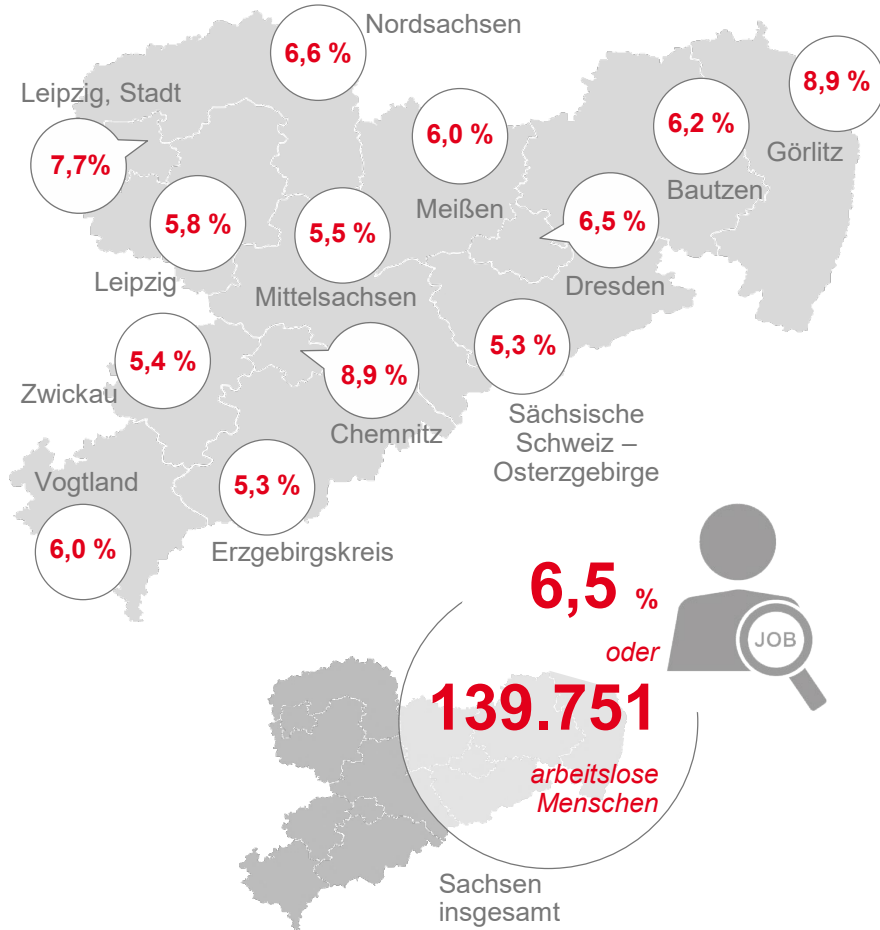 Nordsachsen
6,6 %
Leipzig, Stadt
7,7%
6,0 %
Meißen
6,2 %
Bautzen
8,9 %
Görlitz
5,8 %
Leipzig
5,5 %
Mittelsachsen
6,5 %
Dresden
5,4 %
Zwickau
8,9 %
Chemnitz
5,3 %
Sächsische
Schweiz –
Osterzgebirge
Vogtland
6,0 %
5,3 %
Erzgebirgskreis
6,5 %
oder
139.751
arbeitslose
Menschen
JOB
Sachsen
insgesamt